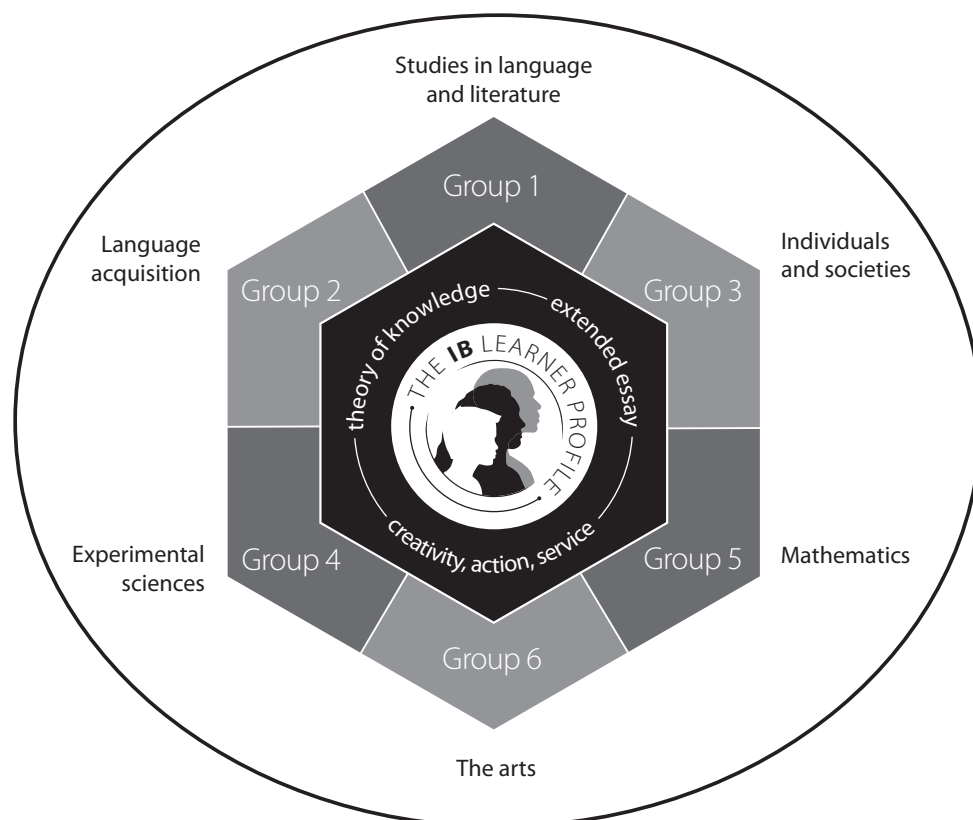 Studies in language
and literature
Group 1
Language
acquisition
Individuals
and societies
Group 2
Group 3
theory of knowledge
extended essay
THE IB LEARNER PROFILE
creativity, action, service
Experimental
sciences
Group 4
Group 5
Mathematics
Group 6
The arts